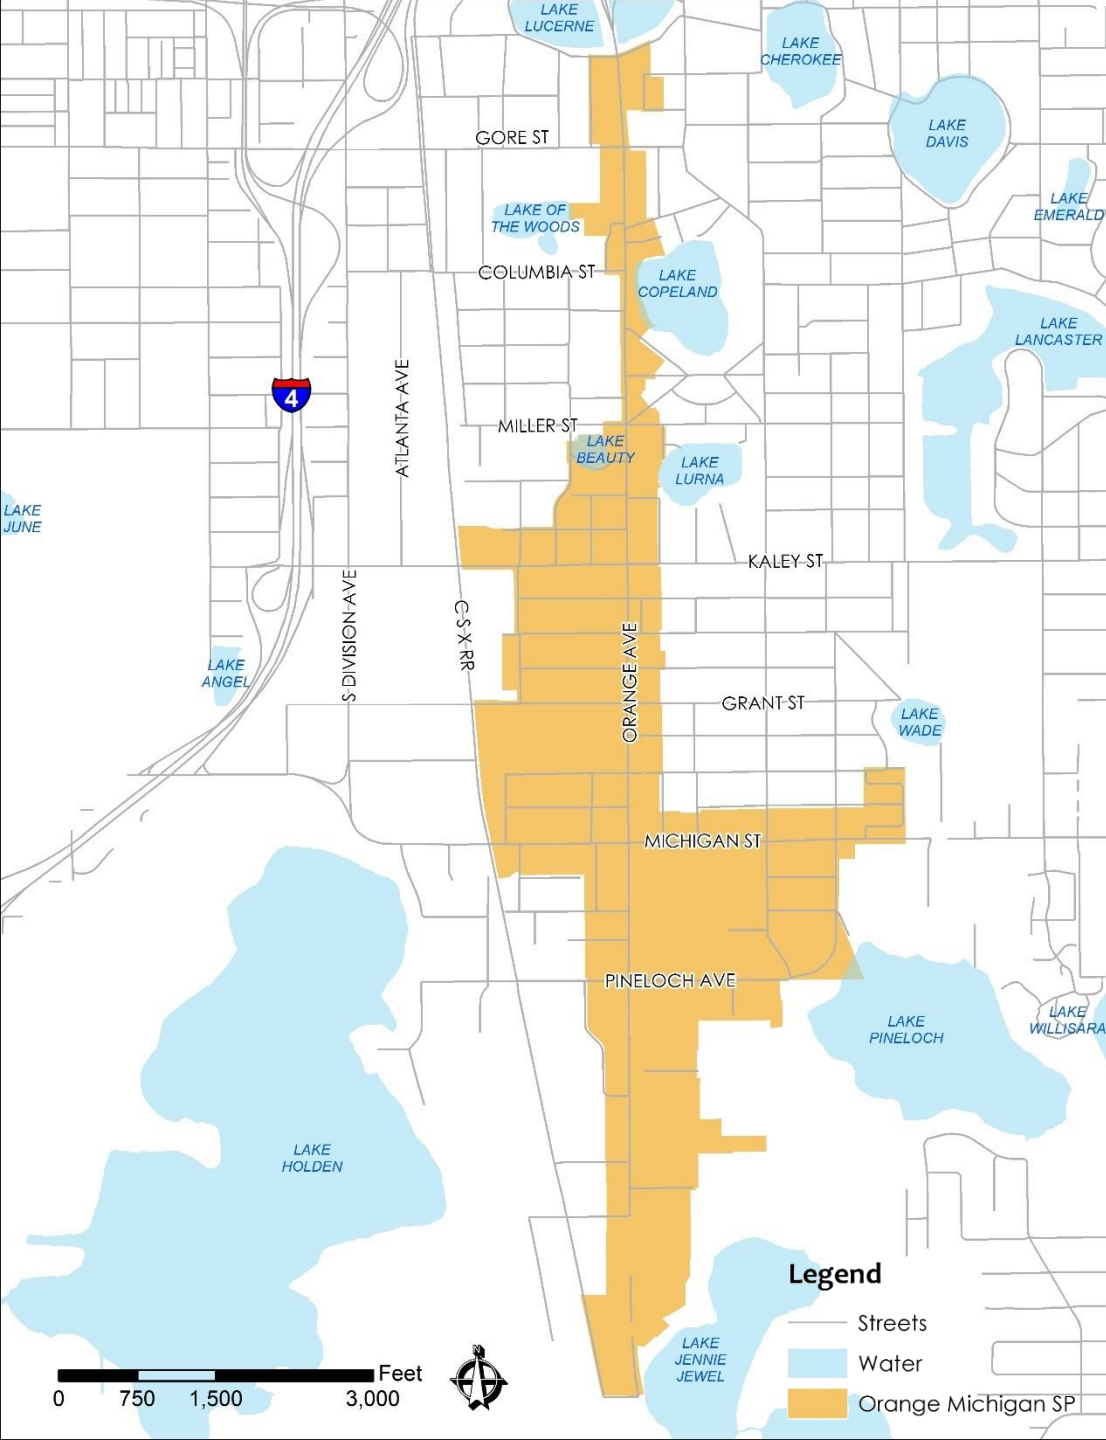 LAKE
LUCERNE
LAKE
CHEROKEE
LAKE
DAVIS
GORE ST
LAKE
EMERALD
LAKE OF
THE WOODS
COLUMBIA ST
LAKE
COPELAND
LAKE
LANCASTER
4
ATLANTA AVE
MILLER ST
LAKE
BEAUTY
LAKE
LURNA
LAKE
JUNE
KALEY ST
S DIVISION AVE
C-S-X-RR
ORANGE AVE
LAKE
ANGEL
GRANT ST
LAKE
WADE
MICHIGAN ST
PINELOCH AVE
LAKE
PINELOCH
LAKE
WILLISARA
LAKE
HOLDEN
LAKE
JENNIE
JEWEL
Legend
Streets
Water
Orange Michigan SP
N
Feet
0 750 1,500 3,000